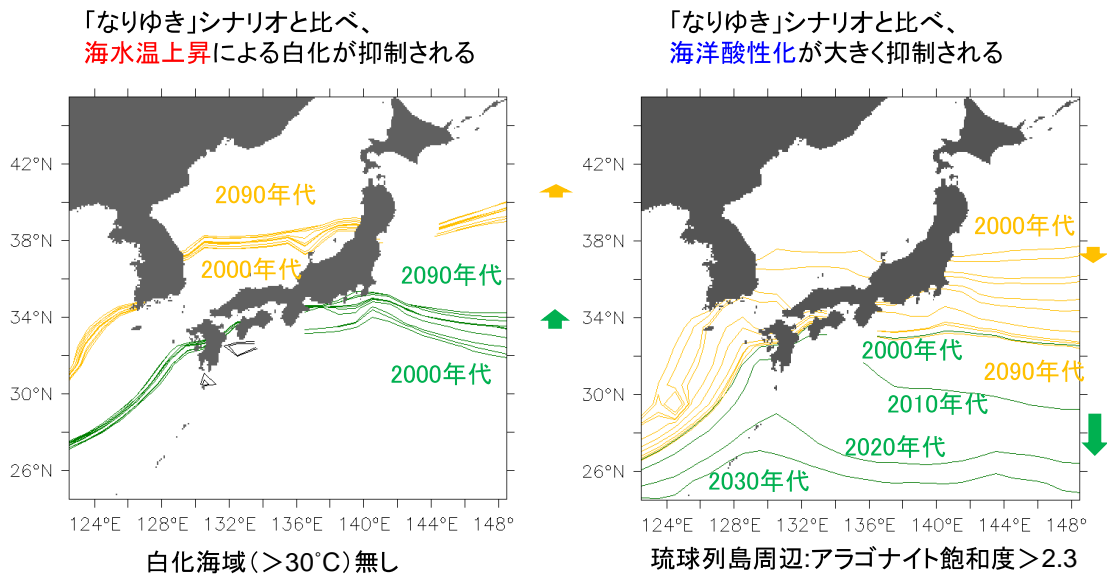 「なりゆき」シナリオと比べ、
海水温上昇による白化が抑制される
42°N
38°N
34°N
30°N
26°N
124°E
128°E
132°E
136°E
140°E
144°E
148°
2090年代
2000年代
2090年代
2000年代
白化海域(>30℃)無し
「なりゆき」シナリオと比べ、
海洋酸性化が大きく抑制される
42°N
38°N
34°N
30°N
26°N
124°E
128°E
132°E
136°E
140°E
144°E
148°
2000年代
2000年代
2090年代
2010年代
2020年代
2030年代
琉球列島周辺:アラゴナイト飽和度>2.3